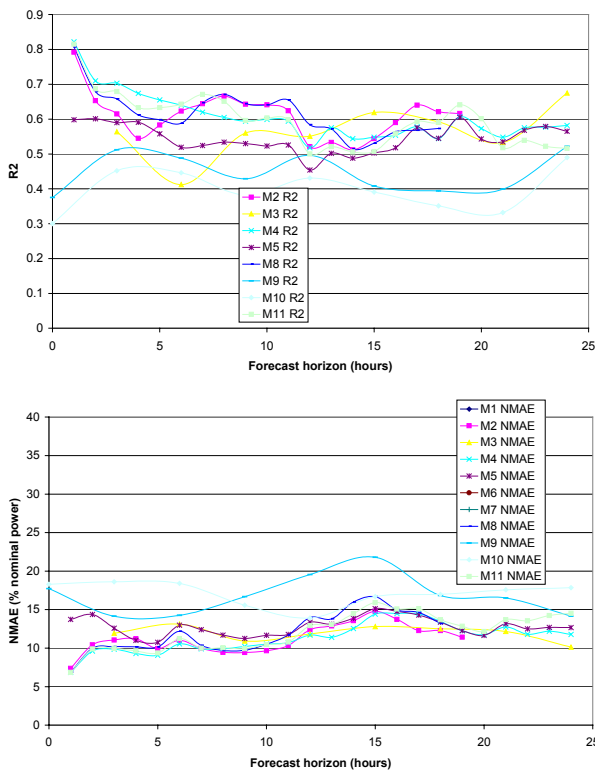 0.9
0.8
0.7
0.6
0.5
0.4
0.3
0.2
0.1
0
R2
M2 R2
M3 R2
M4 R2
M5 R2
M8 R2
M9 R2
M10 R2
M11 R2
0 5 10 15 20 25
Forecast horizon (hours)
40
35
30
25
20
15
10
5
0
NMAE (% nominal power)
M1 NMAE
M2 NMAE
M3 NMAE
M4 NMAE
M5 NMAE
M6 NMAE
M7 NMAE
M8 NMAE
M9 NMAE
M10 NMAE
M11 NMAE
0 5 10 15 20 25
Forecast horizon (hours)